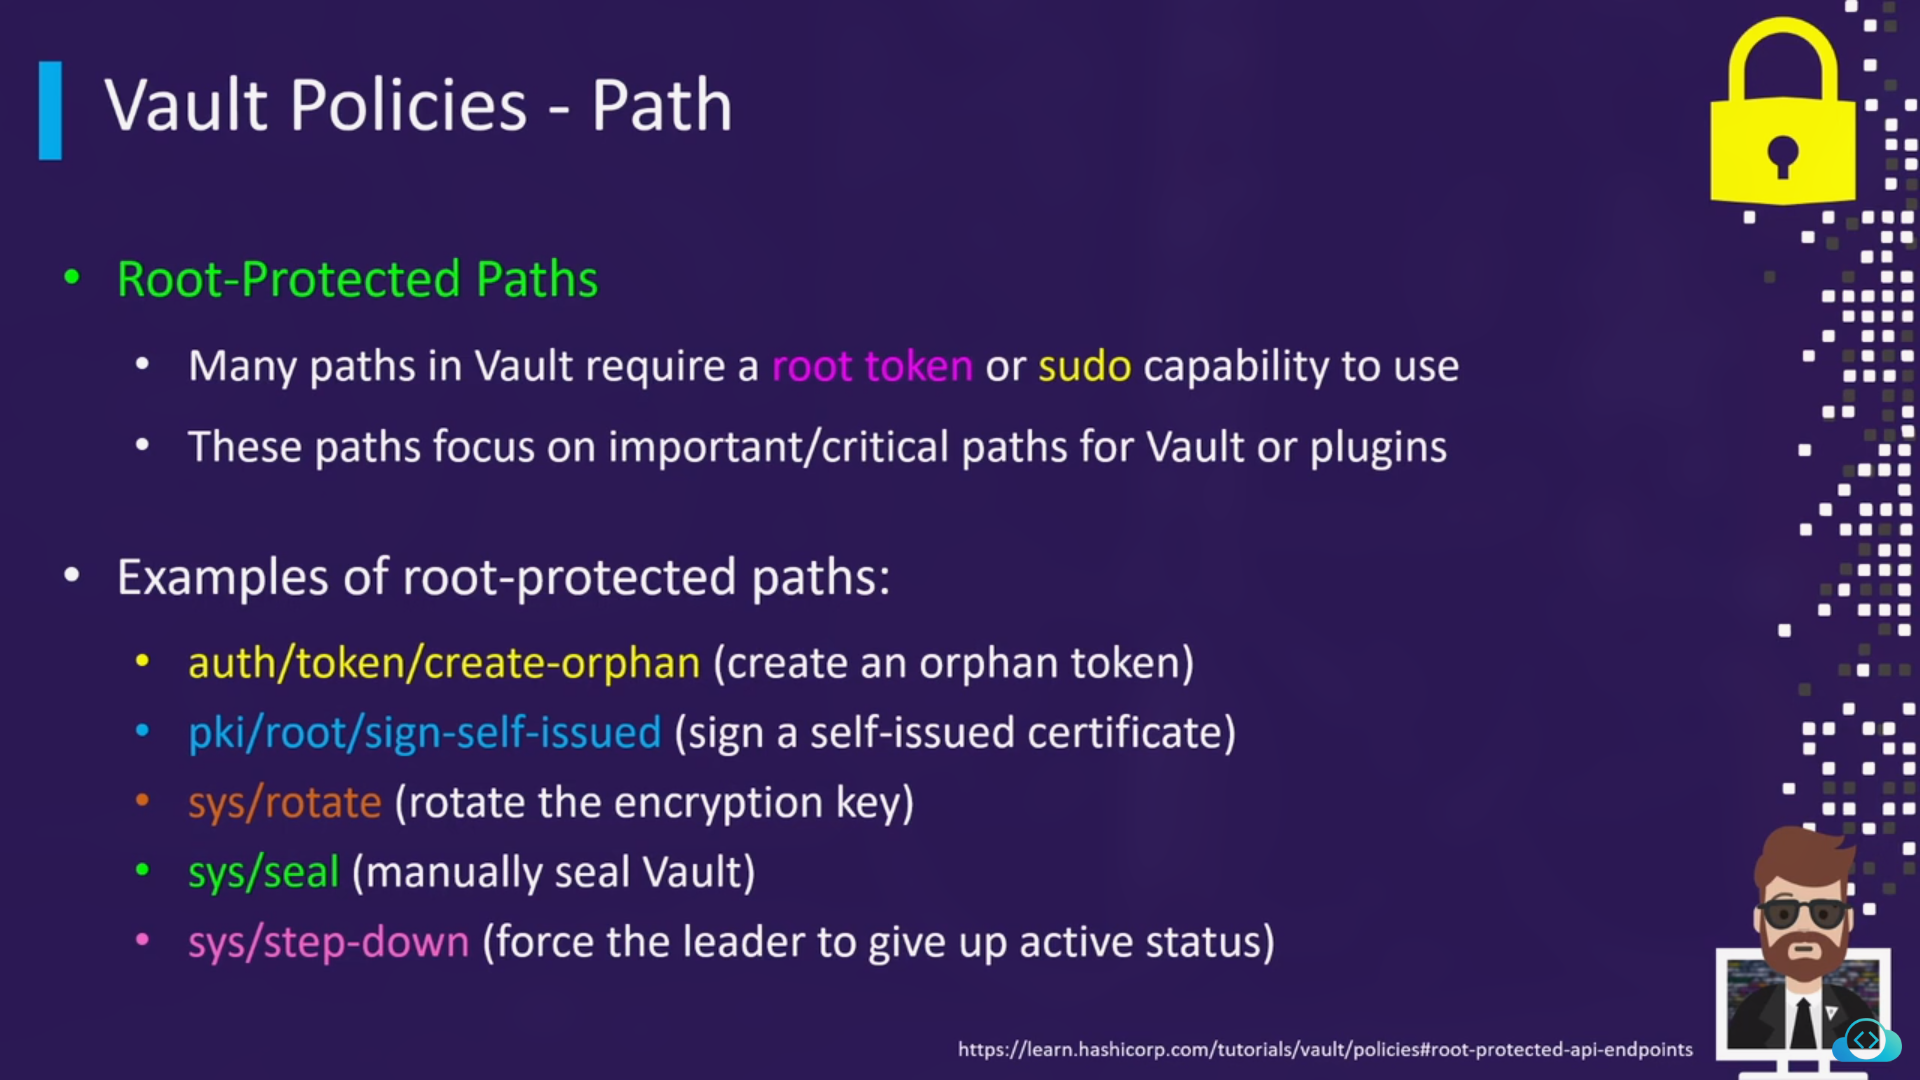 Vault Policies - Path
• Root-Protected Paths
• Many paths in Vault require a root token or sudo capability to use
• These paths focus on important/critical paths for Vault or plugins
• Examples of root-protected paths:
• auth/token/create-orphan (create an orphan token)
• pki/root/sign-self-issued (sign a self-issued certificate)
• sys/rotate (rotate the encryption key)
• sys/seal (manually seal Vault)
• sys/step-down (force the leader to give up active status)
https://learn.hashicorp.com/tutorials/vault/policies#root-protected-api-endpoints